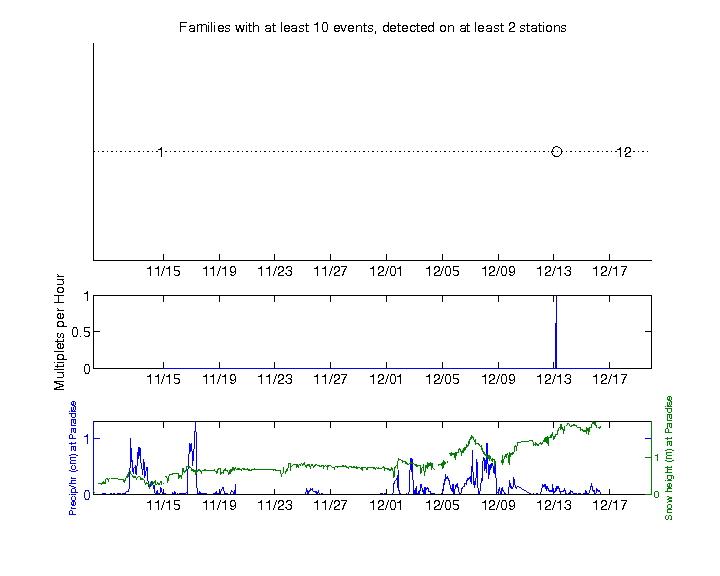 Families with at least 10 events, detected on at least 2 stations
1 12
11/15 11/19 11/23 11/27 12/01 12/05 12/09 12/13 12/17
Multiplets per Hour
1
0.5
0
11/15 11/19 11/23 11/27 12/01 12/05 12/09 12/13 12/17
Precip/hr (cm) at Paradise
1
0
Snow height (m) at Paradise
1
0
11/15 11/19 11/23 11/27 12/01 12/05 12/09 12/13 12/17